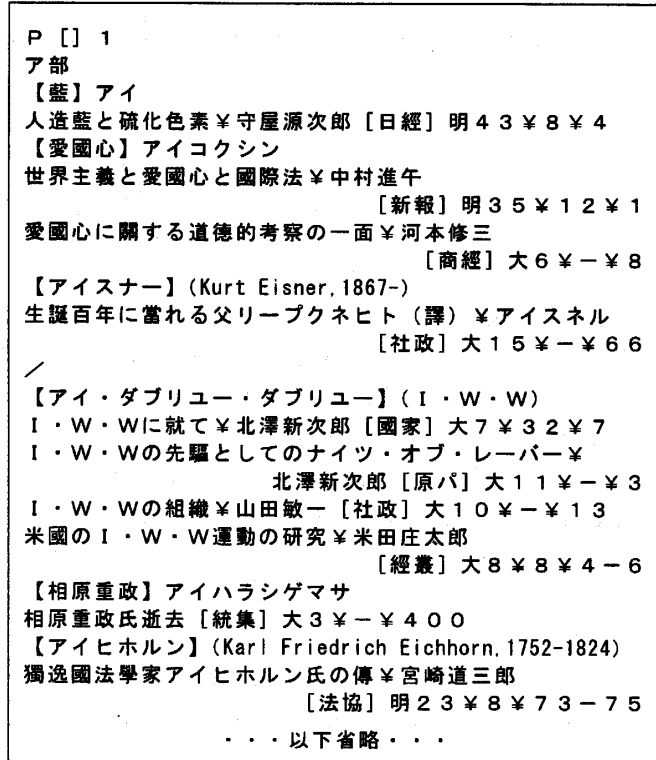 P [] 1
ア部
【藍】アイ
人造藍と硫化色素￥守屋源次郎［日經］明４３￥８￥４
【愛國心】アイコクシン
世界主義と愛國心と國際法￥中村進午
［新報］明３５￥１２￥１
愛國心に關する道德的考察の一面￥河本修三
［商經］大６￥－￥８
【アイスナー】(Kurt Eisner,1867-)
生誕百年に當れる父リープクネヒト（譯）￥アイスネル
［社政］大１５￥－￥６６
／
【アイ・ダブリユー・ダブリユー】(Ｉ・Ｗ・Ｗ)
Ｉ・Ｗ・Ｗに就て￥北澤新次郎［國家］大７￥３２￥７
Ｉ・Ｗ・Ｗの先驅としてのナイツ・オブ・レーバー￥
北澤新次郎［原パ］大１１￥－￥３
Ｉ・Ｗ・Ｗの組織￥山田敏一［社政］大１０￥－￥１３
米國のＩ・Ｗ・Ｗ運動の研究￥米田庄太郎
［經叢］大８￥８￥４－６
【相原重政】アイハラシゲマサ
相原重政氏逝去［統集］大３￥－￥４００
【アイヒホルン】(Karl Friedrich Eichhorn,1752-1824)
獨逸國法學家アイヒホルン氏の傳￥宮崎道三郎
［法協］明２３￥８￥７３－７５
・・・以下省略・・・